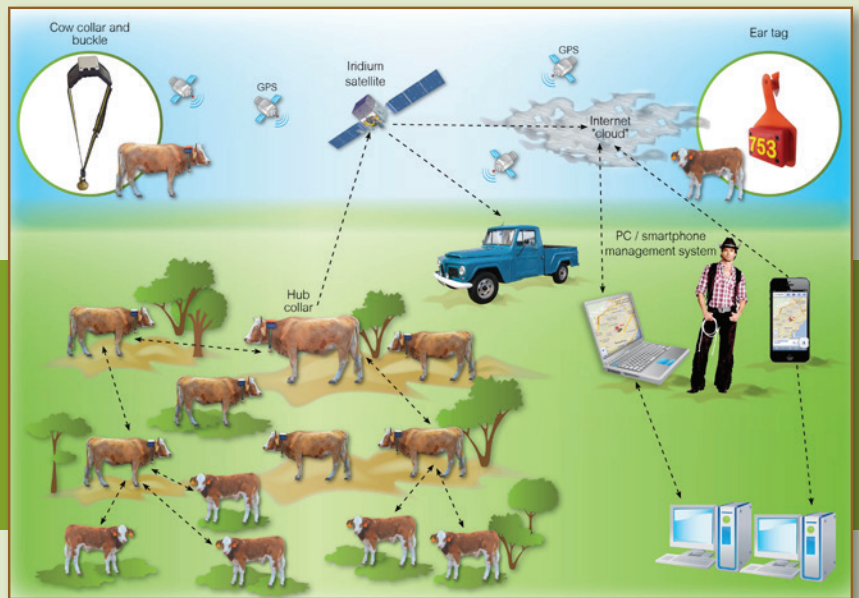 Cow collar and
buckle
GPS
Iridium
satellite
GPS
Internet
"cloud"
Ear tag
753
PC / smartphone
management system
Hub
collar